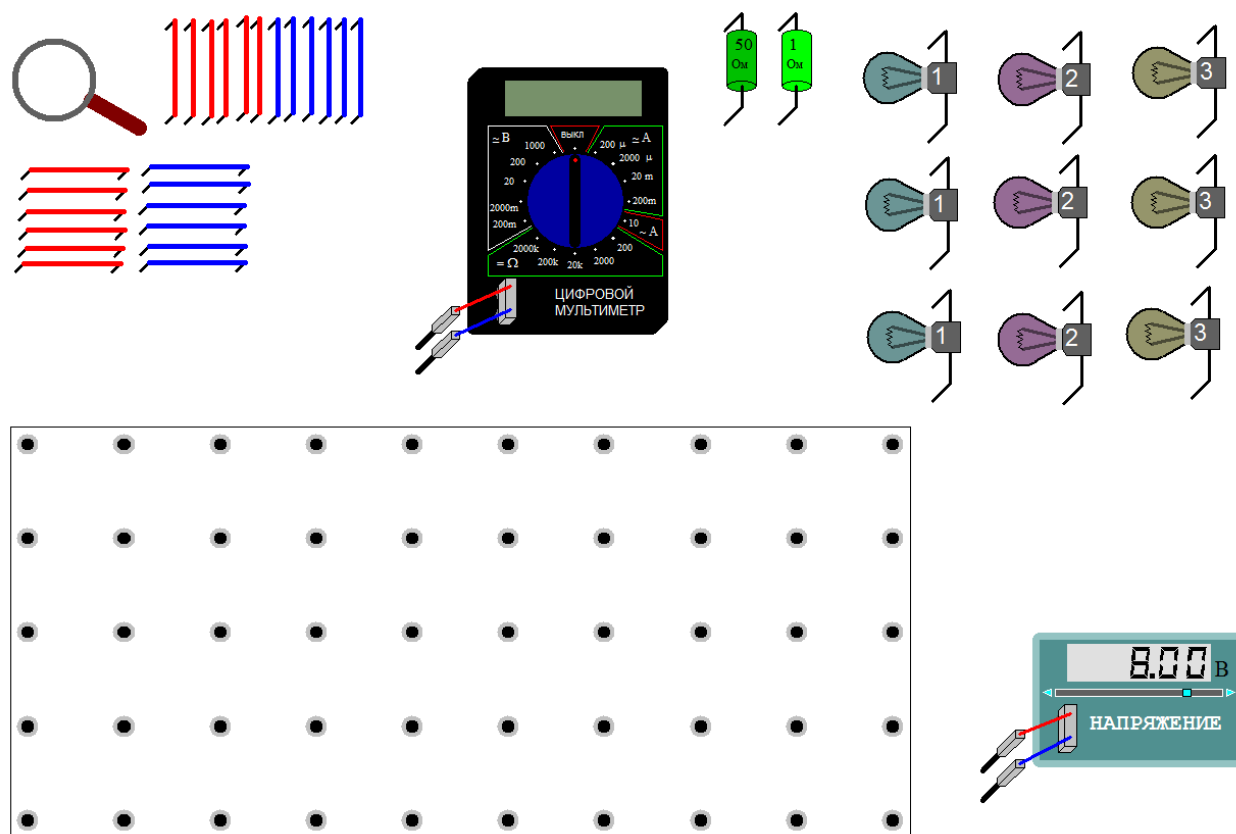 50
Ом
1
Ом
1
2
3
≃ В
1000
ВЫКЛ
200 μ
≃ А
200
2000 μ
20
20 m
2000m
200m
200m
10
~ А
2000k
200
= Ω
200k
20k
2000
ЦИФРОВОЙ
МУЛЬТИМЕТР
1
2
3
1
2
3
8.00 В
НАПРЯЖЕНИЕ